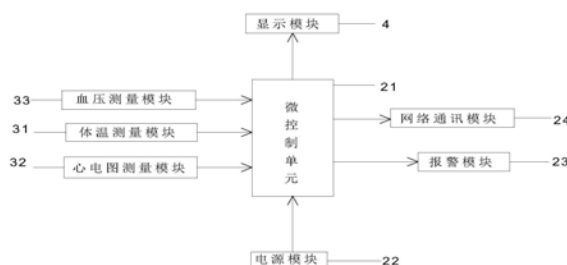 显示模块 4
21
33 血压测量模块
微控制单元
网络通讯模块 24
31 体温测量模块
32 心电图测量模块
报警模块 23
电源模块 22